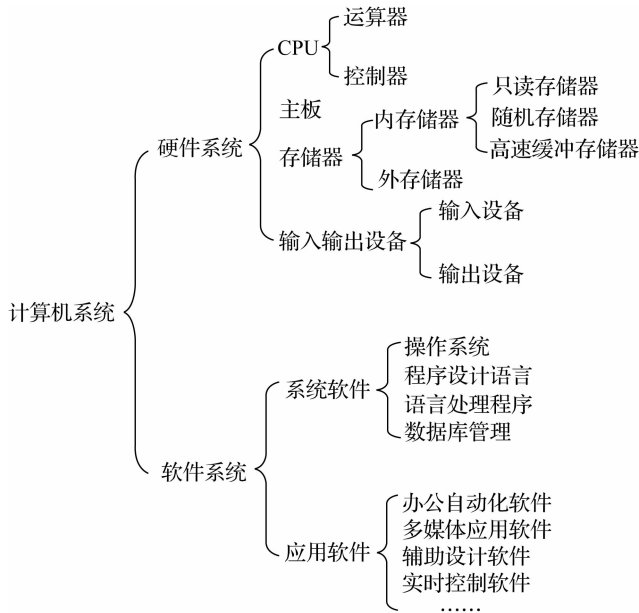 计算机系统
硬件系统
CPU
运算器
控制器
主板
存储器
内存储器
只读存储器
随机存储器
高速缓冲存储器
外存储器
输入输出设备
输入设备
输出设备
软件系统
系统软件
操作系统
程序设计语言
语言处理程序
数据库管理
应用软件
办公自动化软件
多媒体应用软件
辅助设计软件
实时控制软件
……